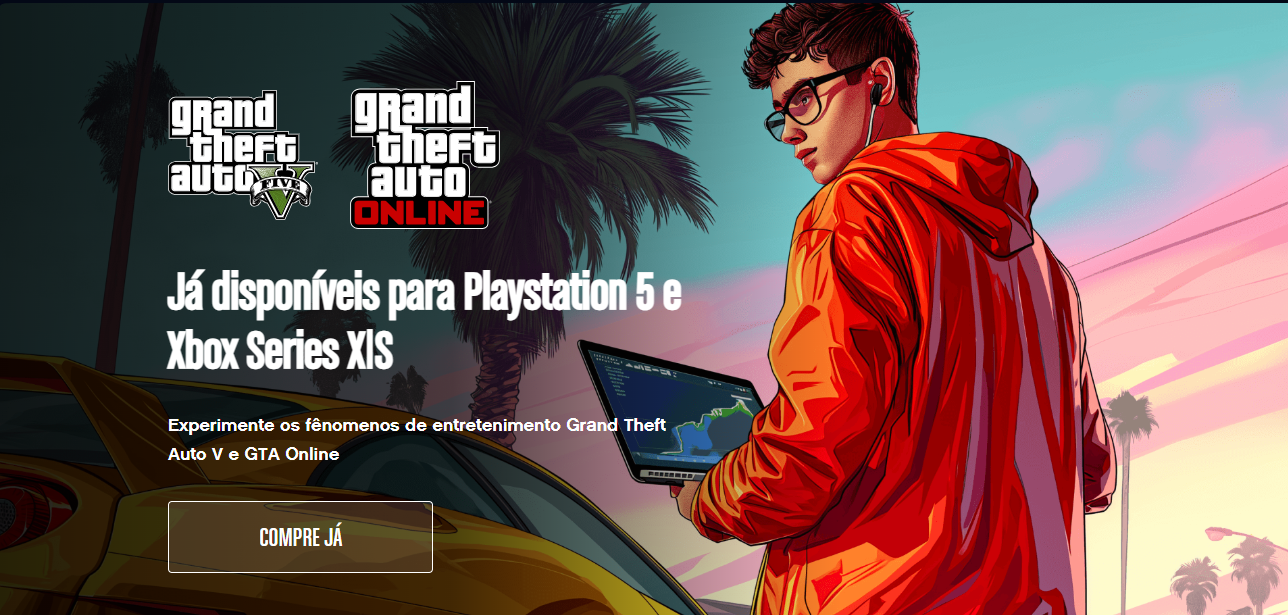 grand
theft
auto V
FIVE
grand
theft
auto
ONLINE
Já disponíveis para Playstation 5 e
Xbox Series X|S
Experimente os fênomenos de entretenimento Grand Theft
Auto V e GTA Online
COMPRE JÁ